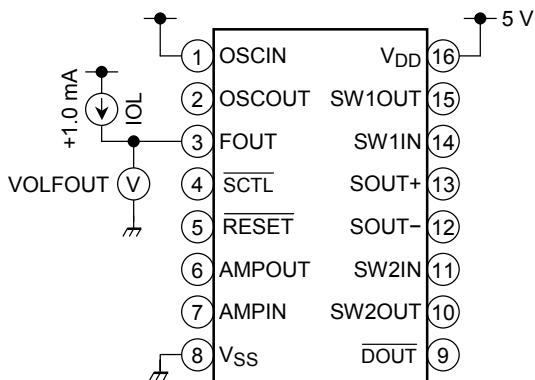 5 V
1 OSCIN VDD 16
+1.0 mA
IOL
2 OSCOUT SW1OUT 15
3 FOUT SW1IN 14
VOLFOUT V
4 SCTL SOUT+ 13
5 RESET SOUT− 12
6 AMPOUT SW2IN 11
7 AMPIN SW2OUT 10
8 VSS DOUT 9